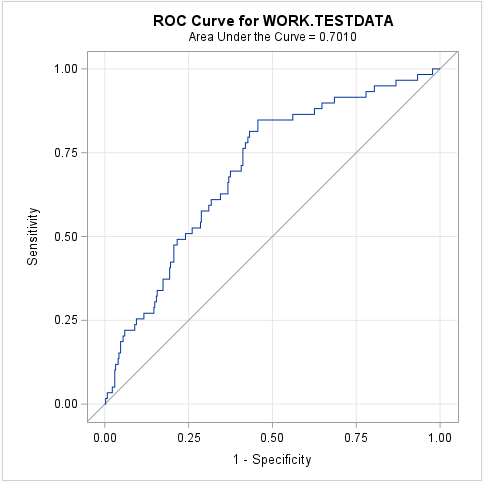 ROC Curve for WORK.TESTDATA
Area Under the Curve = 0.7010
1.00
0.75
0.50
0.25
0.00
Sensitivity
0.00 0.25 0.50 0.75 1.00
1 - Specificity